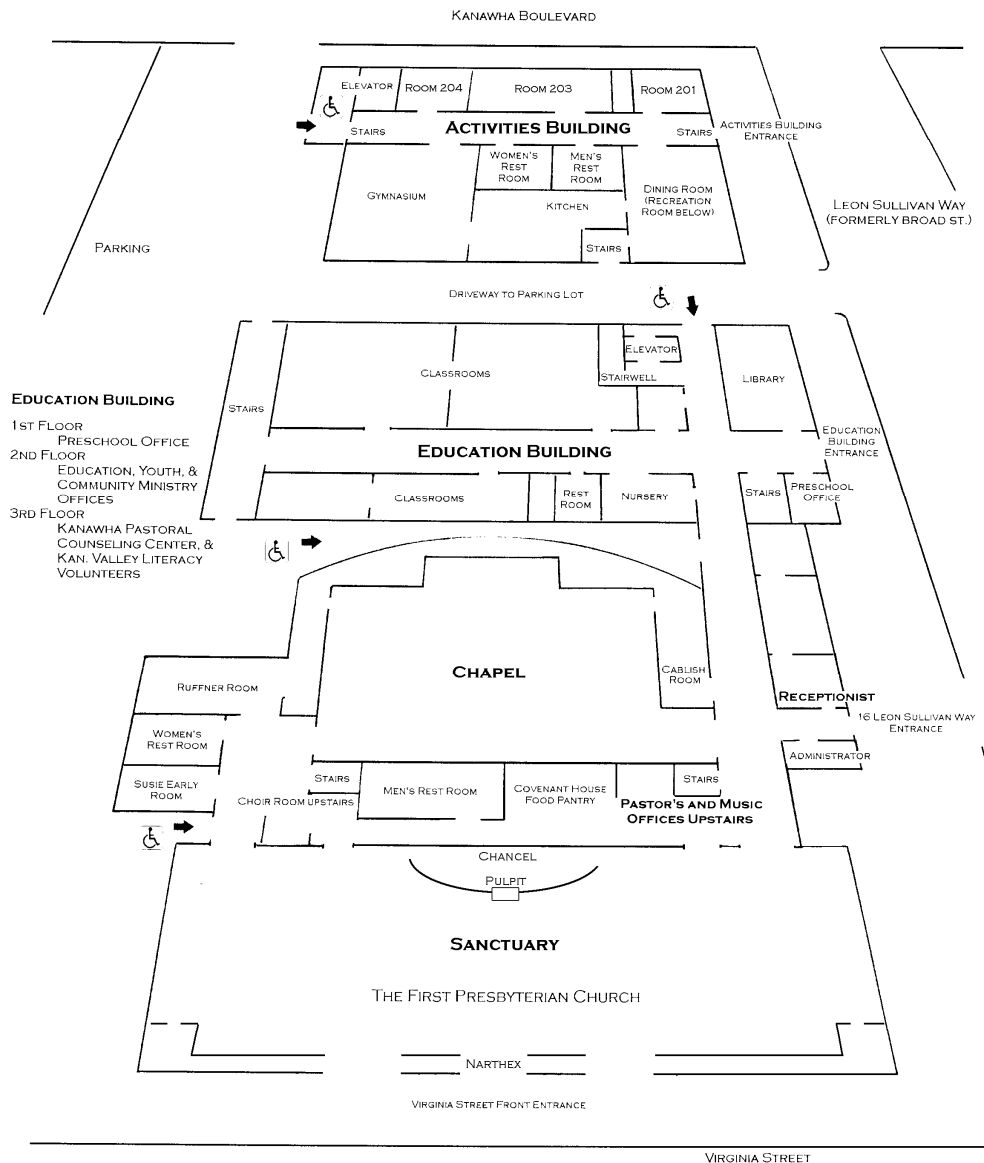 KANAWHA BOULEVARD
ELEVATOR
ROOM 204
ROOM 203
ROOM 201
STAIRS
ACTIVITIES BUILDING
STAIRS
ACTIVITIES BUILDING
ENTRANCE
WOMEN'S
REST
ROOM
MEN'S
REST
ROOM
GYMNASIUM
KITCHEN
DINING ROOM
(RECREATION
ROOM BELOW)
STAIRS
LEON SULLIVAN WAY
(FORMERLY BROAD ST.)
PARKING
DRIVEWAY TO PARKING LOT
ELEVATOR
CLASSROOMS
STAIRWELL
LIBRARY
STAIRS
EDUCATION BUILDING
1ST FLOOR
PRESCHOOL OFFICE
2ND FLOOR
EDUCATION, YOUTH, &
COMMUNITY MINISTRY
OFFICES
3RD FLOOR
KANAWHA PASTORAL
COUNSELING CENTER, &
KAN. VALLEY LITERACY
VOLUNTEERS
EDUCATION BUILDING
EDUCATION
BUILDING
ENTRANCE
CLASSROOMS
REST
ROOM
NURSERY
STAIRS
PRESCHOOL
OFFICE
CHAPEL
CABLISH
ROOM
RUFFNER ROOM
RECEPTIONIST
16 LEON SULLIVAN WAY
ENTRANCE
WOMEN'S
REST ROOM
ADMINISTRATOR
SUSIE EARLY
ROOM
STAIRS
MEN'S REST ROOM
COVENANT HOUSE
FOOD PANTRY
STAIRS
CHOIR ROOM UPSTAIRS
PASTOR'S AND MUSIC
OFFICES UPSTAIRS
CHANCEL
PULPIT
SANCTUARY
THE FIRST PRESBYTERIAN CHURCH
NARTHEX
VIRGINIA STREET FRONT ENTRANCE
VIRGINIA STREET